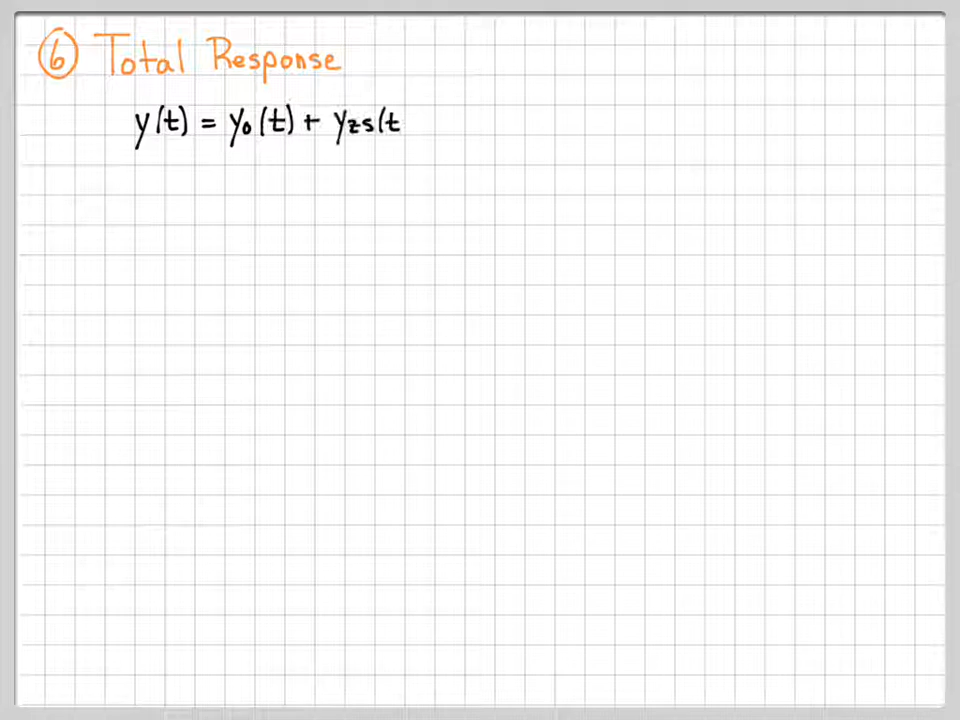 ⑥ Total Response
y(t) = y₀(t) + yzs(t